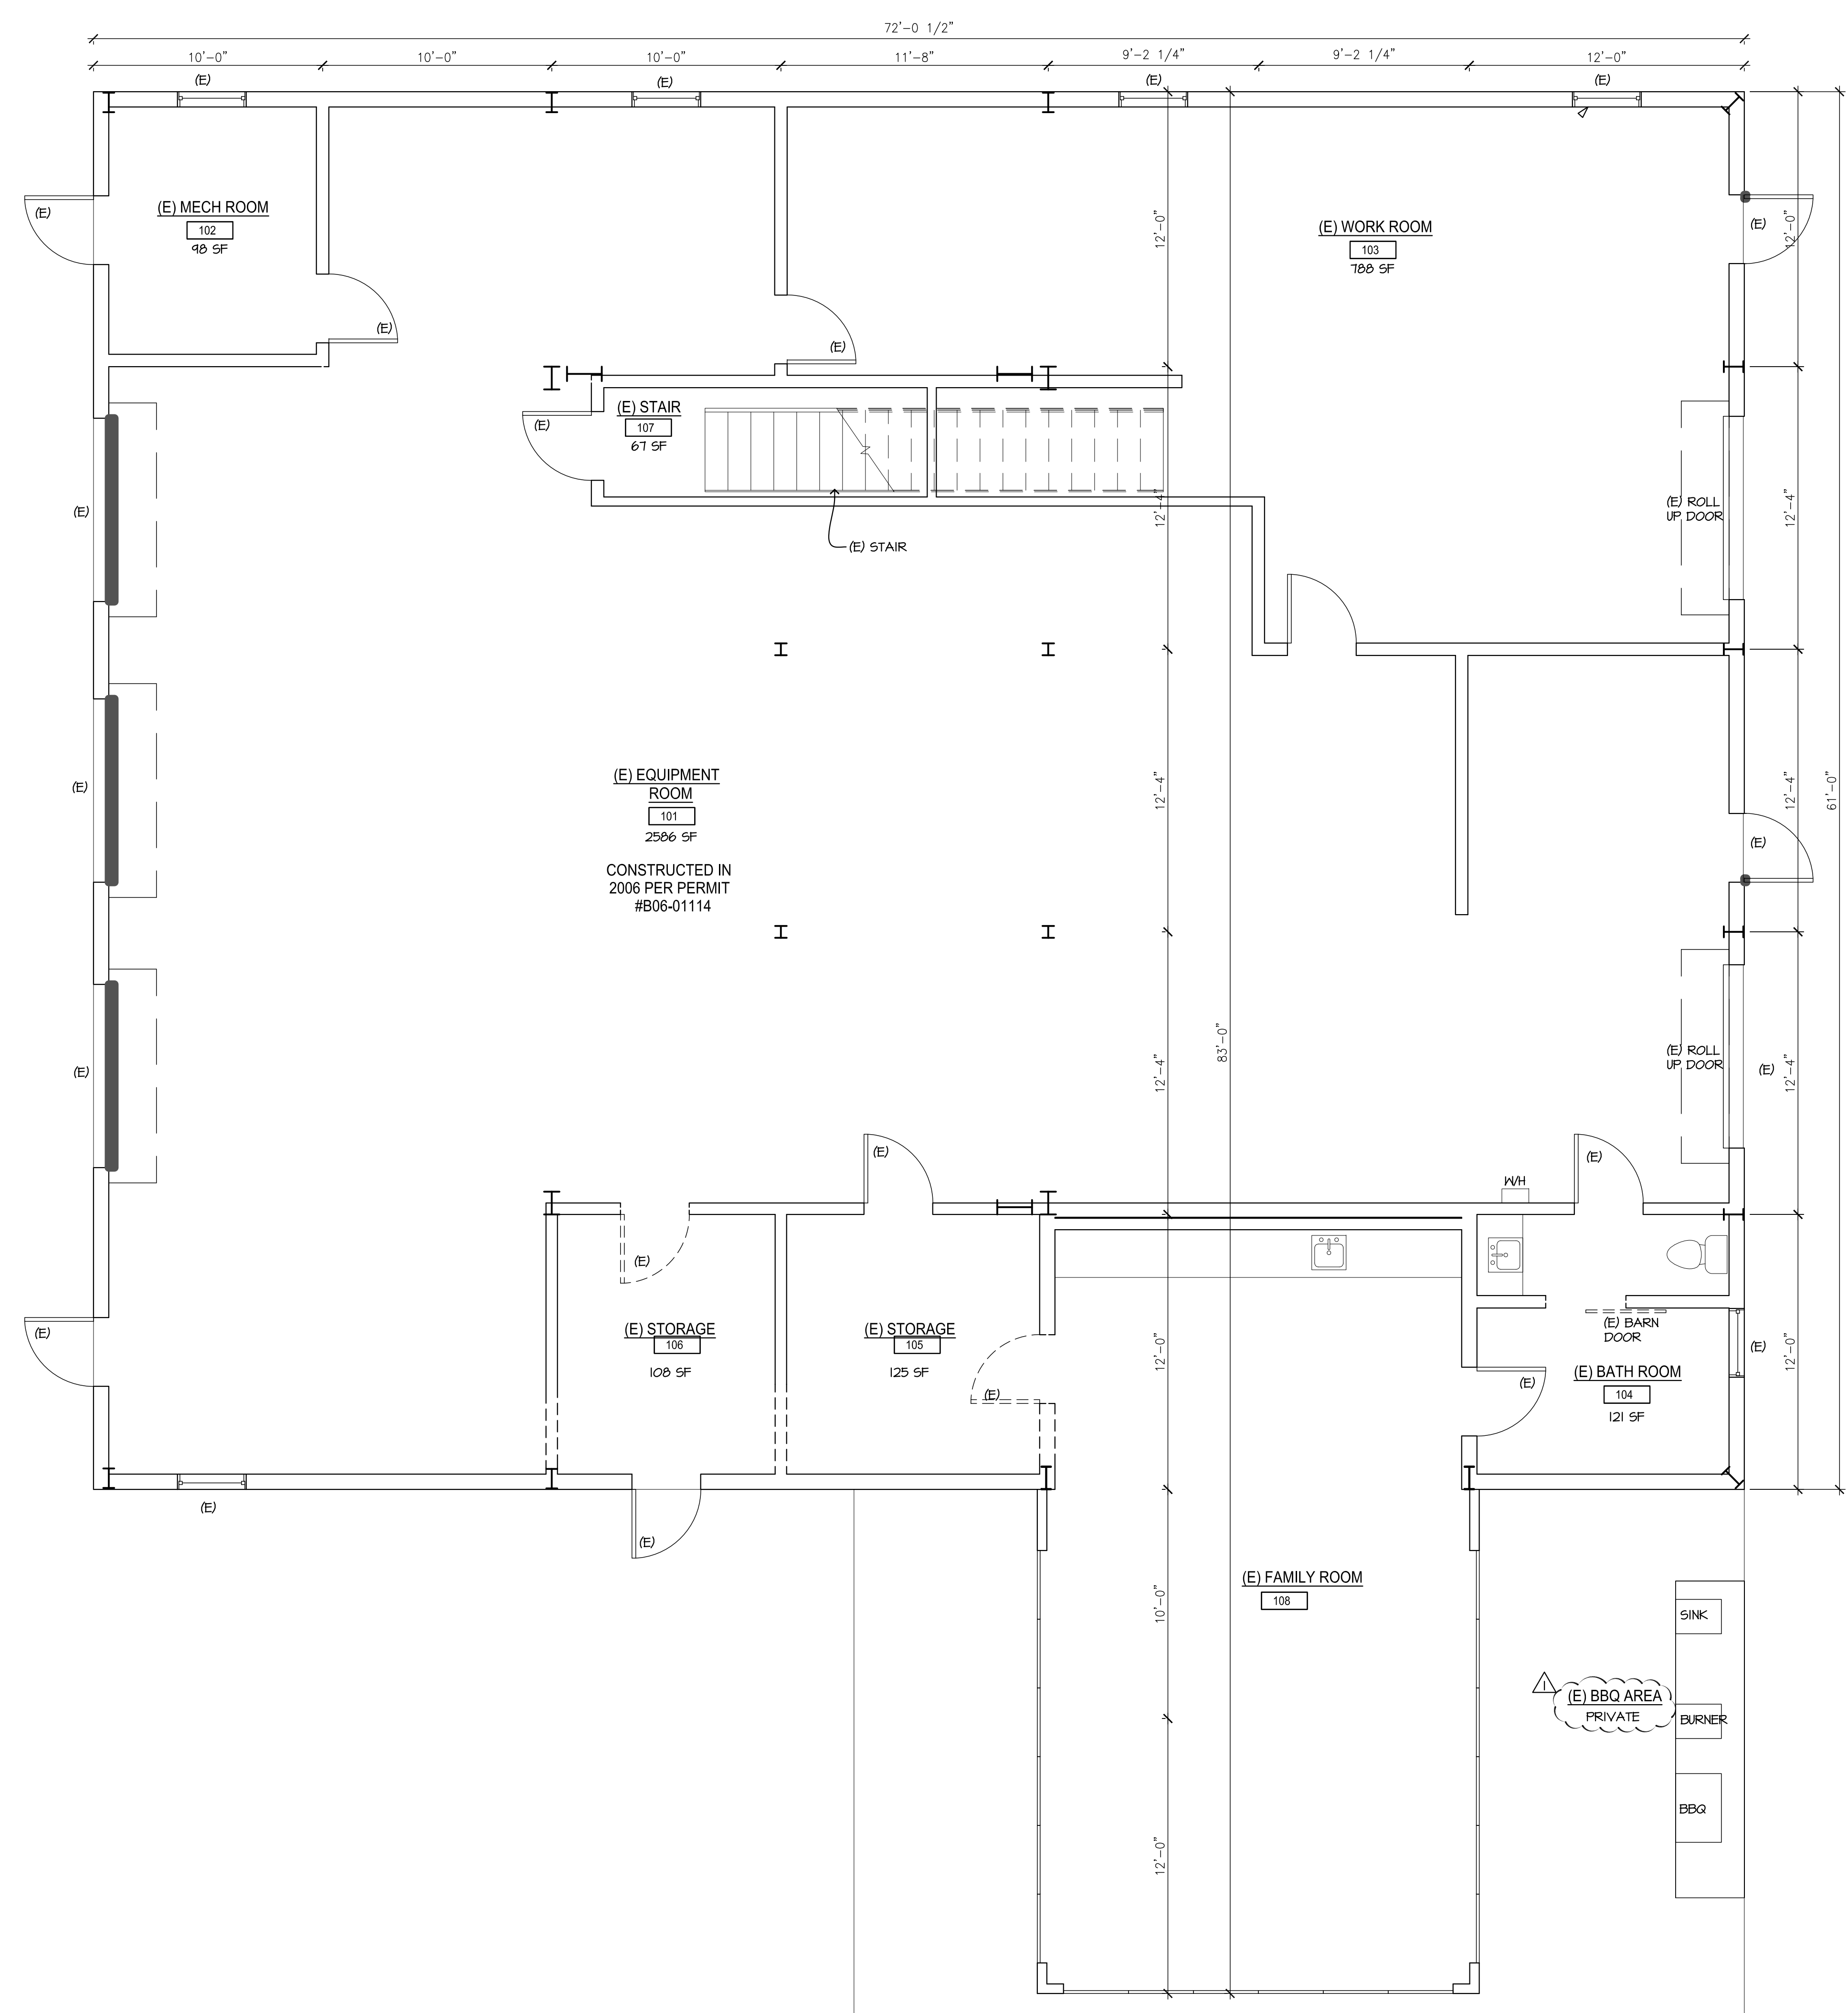 72'-0 1/2"
10'-0"
10'-0"
10'-0"
11'-8"
9'-2 1/4"
9'-2 1/4"
12'-0"
(E)
(E)
(E)
(E)
(E) MECH ROOM
102
98 SF
(E)
(E)
(E)
(E) WORK ROOM
103
788 SF
12'-0"
12'-0"
(E)
(E) STAIR
107
67 SF
(E)
(E) STAIR
12'-4"
(E) ROLL
UP DOOR
12'-4"
(E)
(E) EQUIPMENT
ROOM
101
2586 SF
CONSTRUCTED IN
2006 PER PERMIT
#B06-01114
(E)
12'-4"
12'-4"
61'-0"
(E)
83'-0"
(E)
12'-4"
(E) ROLL
UP DOOR
(E)
12'-4"
(E)
(E)
W/H
(E)
(E)
(E) STORAGE
106
108 SF
(E) STORAGE
105
125 SF
(E)
12'-0"
(E) BARN
DOOR
(E)
12'-0"
(E)
(E) BATH ROOM
104
121 SF
(E)
(E)
(E) FAMILY ROOM
108
10'-0"
12'-0"
SINK
1
(E) BBQ AREA
PRIVATE
BURNER
BBQ